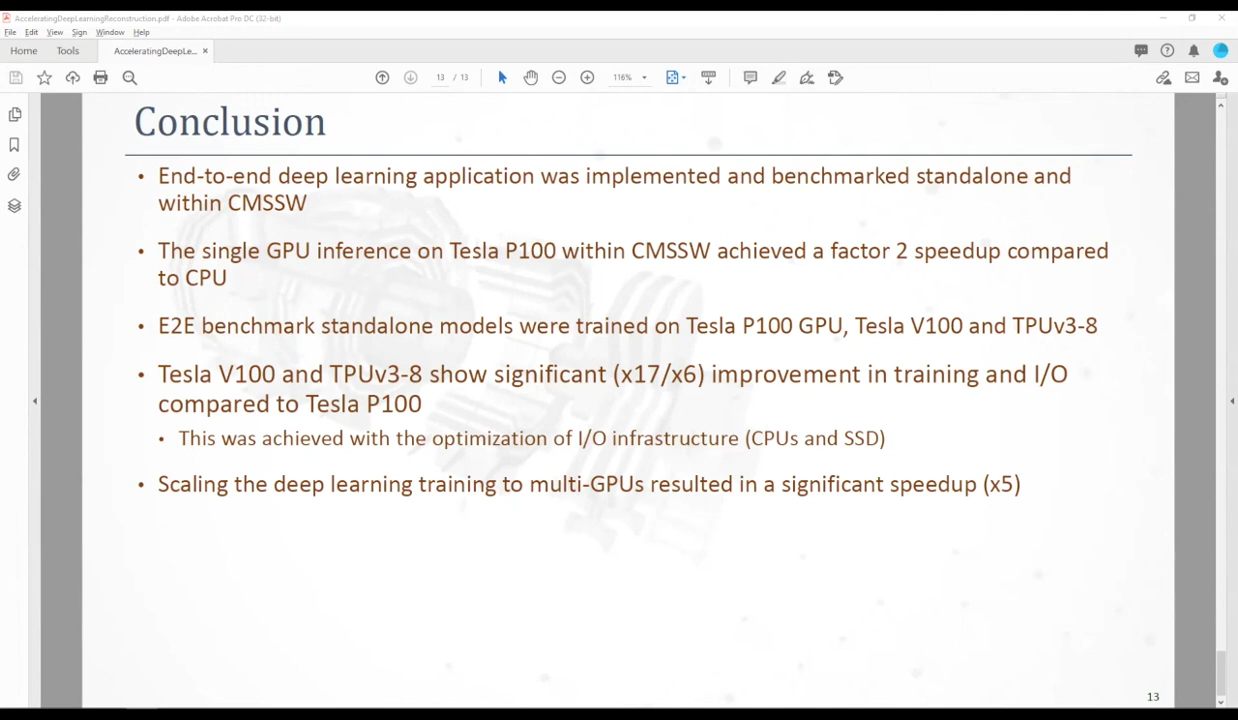 AcceleratingDeepLearningReconstruction.pdf - Adobe Acrobat Pro DC (32-bit)
File Edit View Sign Window Help
Home Tools AcceleratingDeepLe... ×
13 / 13 116%
Conclusion
• End-to-end deep learning application was implemented and benchmarked standalone and
within CMSSW
• The single GPU inference on Tesla P100 within CMSSW achieved a factor 2 speedup compared
to CPU
• E2E benchmark standalone models were trained on Tesla P100 GPU, Tesla V100 and TPUv3-8
• Tesla V100 and TPUv3-8 show significant (x17/x6) improvement in training and I/O
compared to Tesla P100
• This was achieved with the optimization of I/O infrastructure (CPUs and SSD)
• Scaling the deep learning training to multi-GPUs resulted in a significant speedup (x5)
13